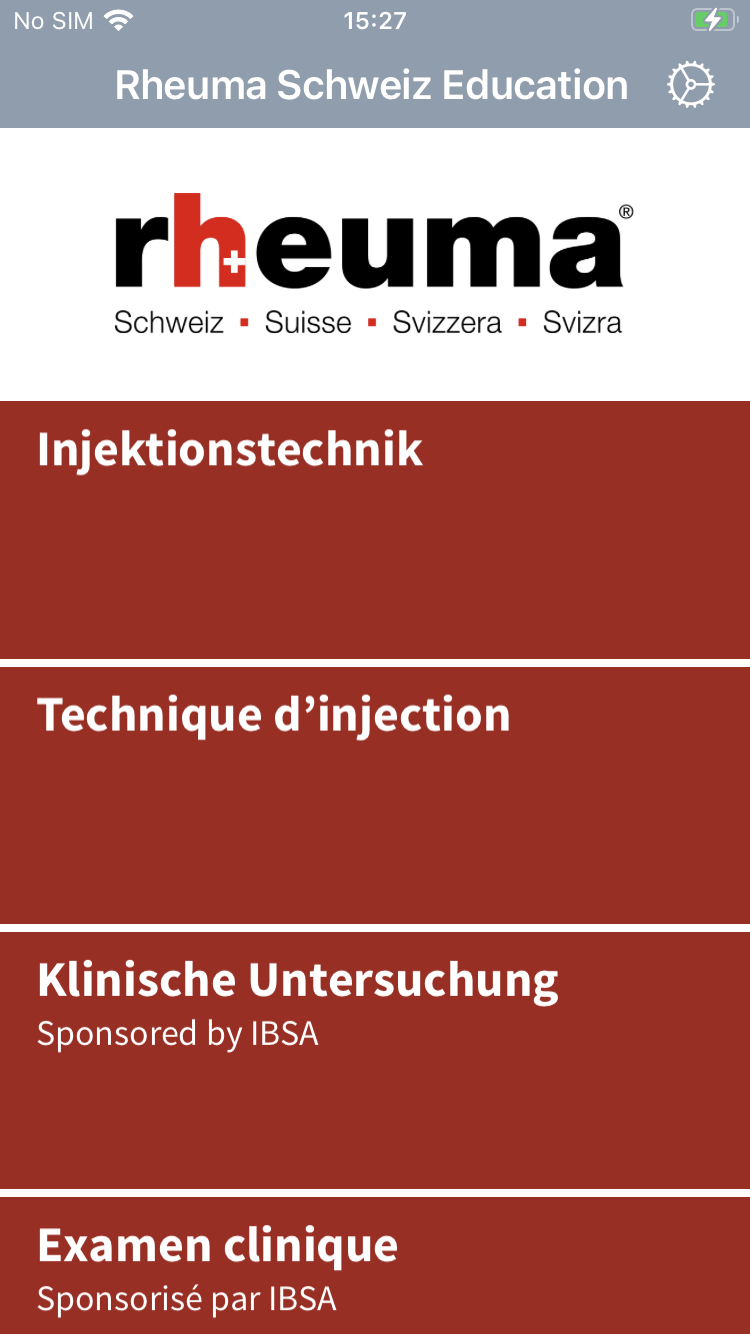 No SIM 15:27
Rheuma Schweiz Education
rheuma®
Schweiz ▪ Suisse ▪ Svizzera ▪ Svizra
Injektionstechnik
Technique d’injection
Klinische Untersuchung
Sponsored by IBSA
Examen clinique
Sponsorisé par IBSA